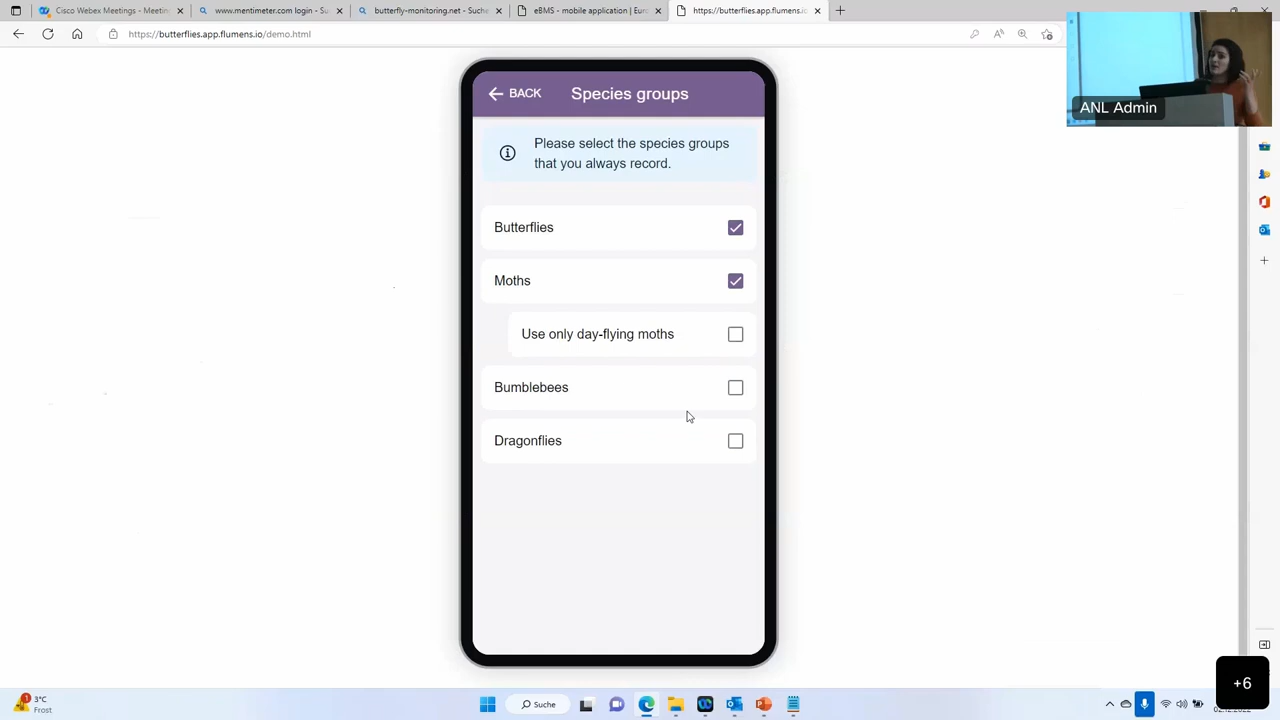 Cisco Webex Meetings - Meetin
www.mentimeter.com login - Su
butterfly-monitoring.net - Suche
eBMS - mobile application | Euro
https://butterflies.app.flumens.io
https://butterflies.app.flumens.io/demo.html
ANL Admin
BACK
Species groups
Please select the species groups
that you always record.
Butterflies
Moths
Use only day-flying moths
Bumblebees
Dragonflies
+6
1
3°C
Frost
Suche